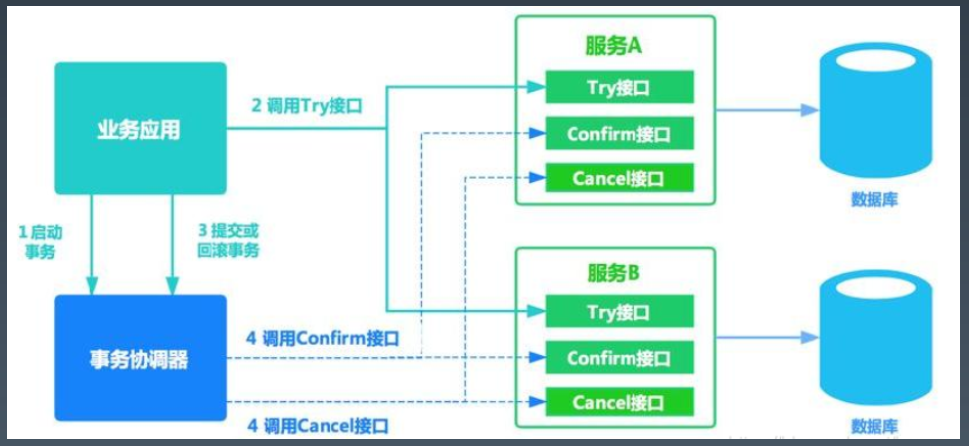 服务A
Try接口
业务应用
2 调用Try接口
Confirm接口
Cancel接口
数据库
1 启动
事务
3 提交或
回滚事务
服务B
Try接口
4 调用Confirm接口
事务协调器
Confirm接口
Cancel接口
4 调用Cancel接口
数据库